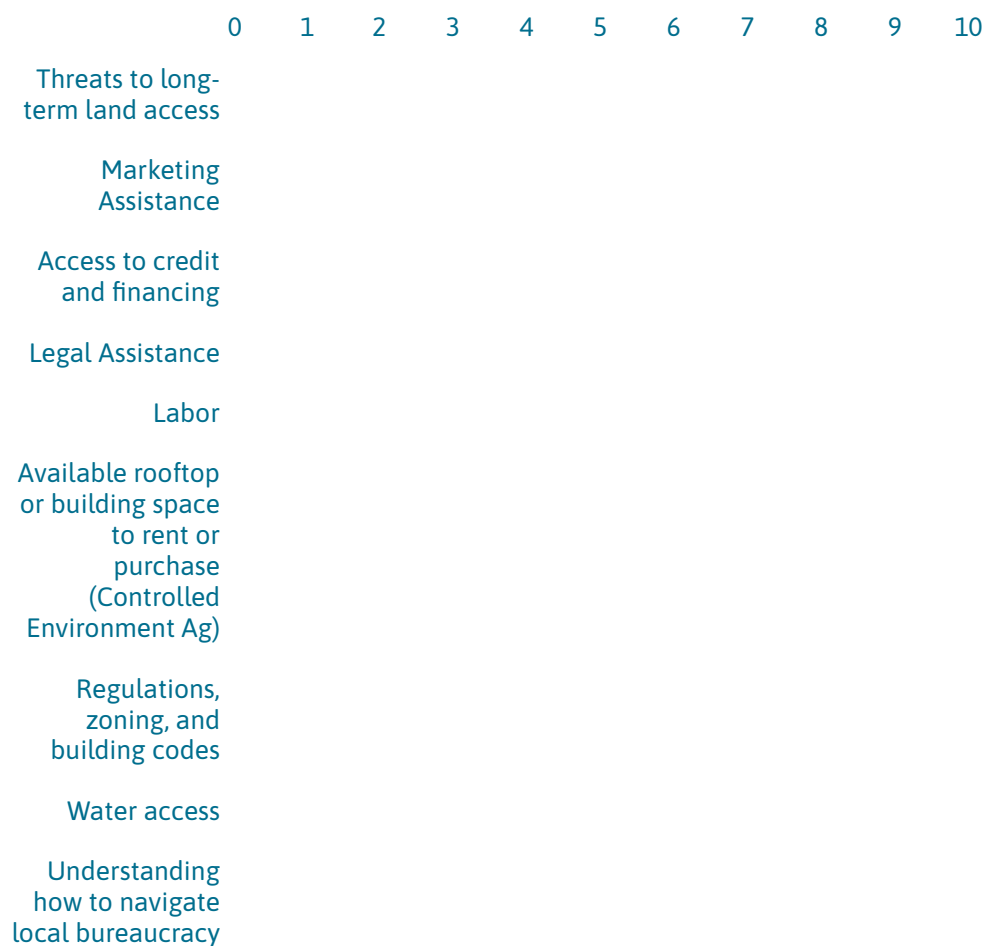 0 1 2 3 4 5 6 7 8 9 10
Threats to long-
term land access
Marketing
Assistance
Access to credit
and financing
Legal Assistance
Labor
Available rooftop
or building space
to rent or
purchase
(Controlled
Environment Ag)
Regulations,
zoning, and
building codes
Water access
Understanding
how to navigate
local bureaucracy